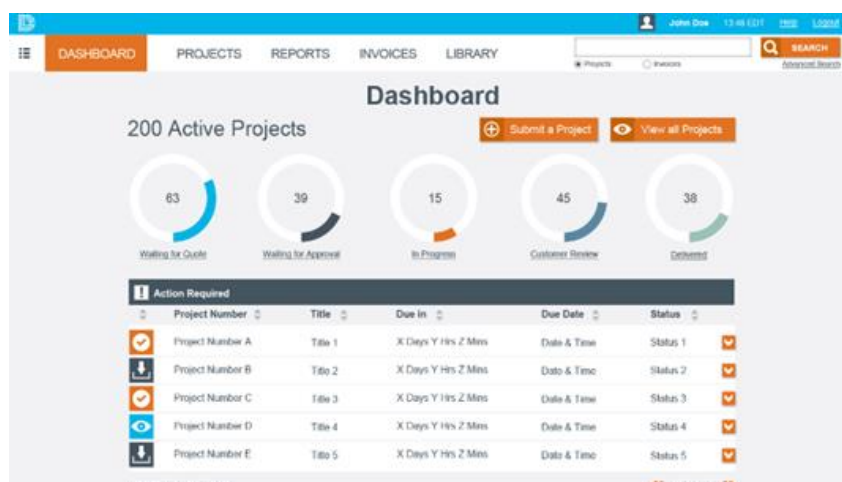 John Doe 13:46 EDT Help Logout
DASHBOARD PROJECTS REPORTS INVOICES LIBRARY SEARCH
Projects Invoices Advanced Search
Dashboard
200 Active Projects Submit a Project View all Projects
63 39 15 45 38
Waiting for Quote Waiting for Approval In Progress Customer Review Delivered
! Action Required
Project Number Title Due in Due Date Status
Project Number A Title 1 X Days Y Hrs Z Mins Date & Time Status 1
Project Number B Title 2 X Days Y Hrs Z Mins Date & Time Status 2
Project Number C Title 3 X Days Y Hrs Z Mins Date & Time Status 3
Project Number D Title 4 X Days Y Hrs Z Mins Date & Time Status 4
Project Number E Title 5 X Days Y Hrs Z Mins Date & Time Status 5